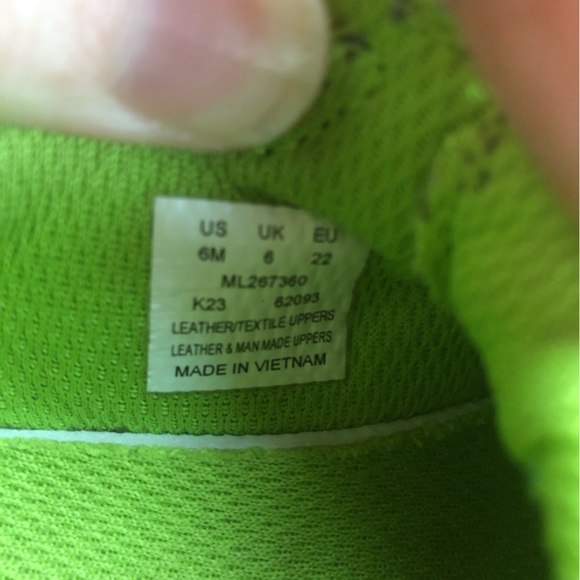 US UK EU
6M 6 22
ML267360
K23 62093
LEATHER/TEXTILE UPPERS
LEATHER & MAN MADE UPPERS
MADE IN VIETNAM